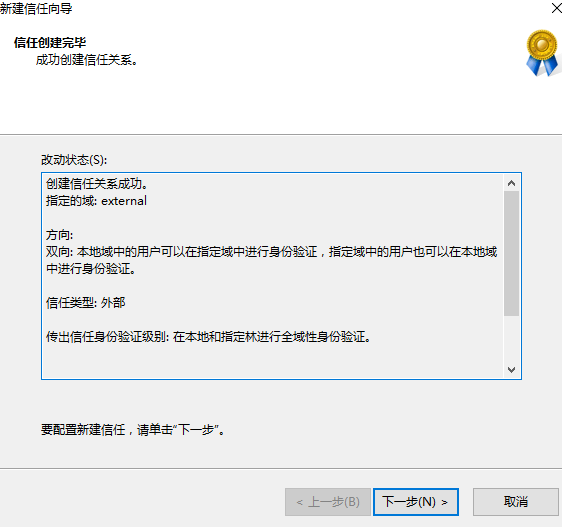 新建信任向导
信任创建完毕
成功创建信任关系。
改动状态(S):
创建信任关系成功。
指定的域: external
方向:
双向: 本地域中的用户可以在指定域中进行身份验证，指定域中的用户也可以在本地域
中进行身份验证。
信任类型: 外部
传出信任身份验证级别: 在本地和指定林进行全域性身份验证。
要配置新建信任，请单击“下一步”。
< 上一步(B) 下一步(N) > 取消